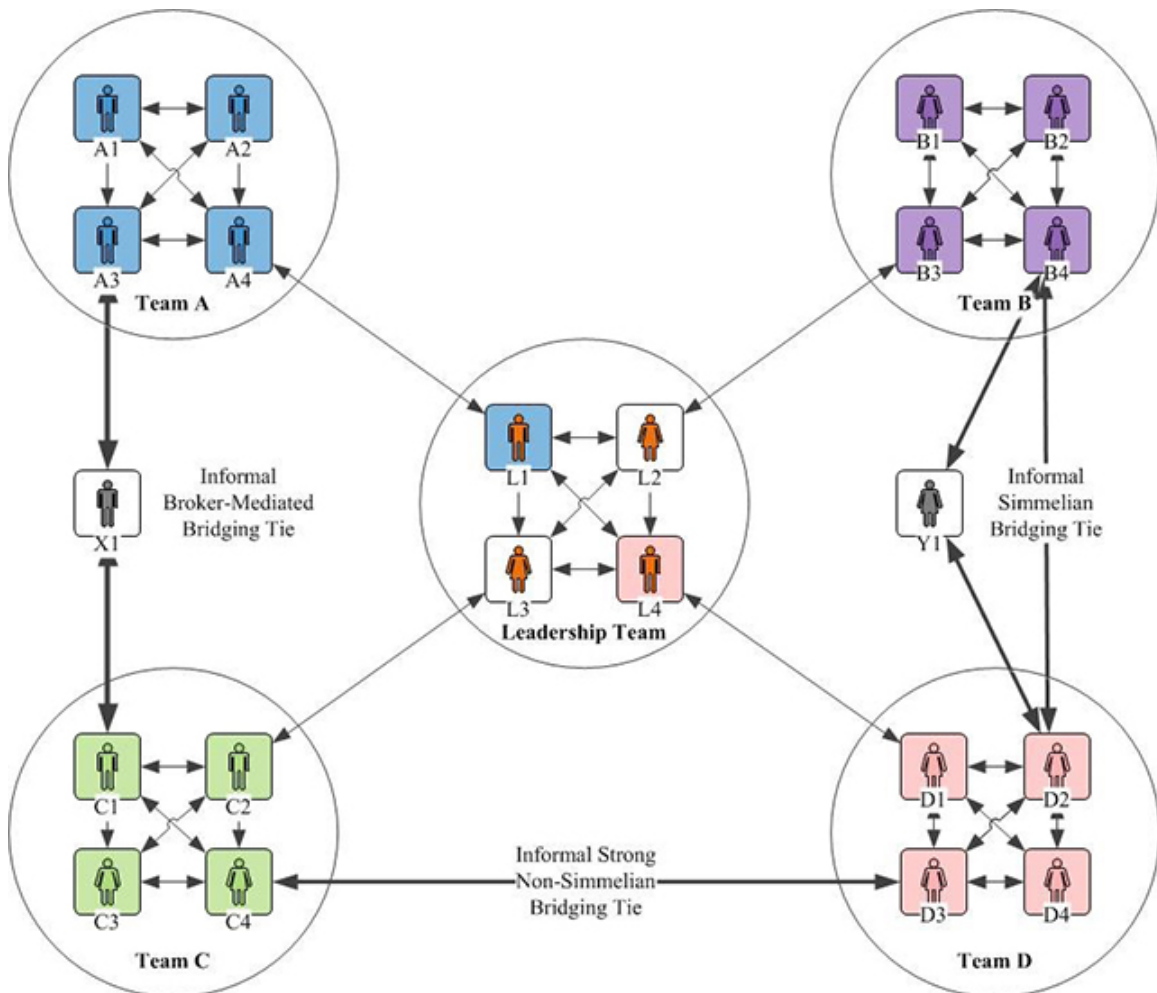 A1 A2
A3 A4
Team A
B1 B2
B3 B4
Team B
L1 L2
L3 L4
Leadership Team
X1
Informal
Broker-Mediated
Bridging Tie
Y1
Informal
Simmelian
Bridging Tie
C1 C2
C3 C4
Team C
Informal Strong
Non-Simmelian
Bridging Tie
D1 D2
D3 D4
Team D